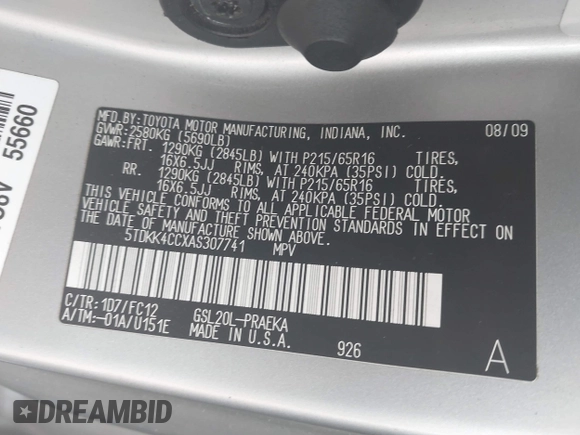 MFD.BY:TOYOTA MOTOR MANUFACTURING, INDIANA, INC. 08/09
GVWR:2580KG (5690LB)
GAWR:FRT. 1290KG (2845LB) WITH P215/65R16 TIRES,
16X6.5JJ RIMS, AT 240KPA (35PSI) COLD.
RR. 1290KG (2845LB) WITH P215/65R16 TIRES,
16X6.5JJ RIMS, AT 240KPA (35PSI) COLD.
THIS VEHICLE CONFORMS TO ALL APPLICABLE FEDERAL MOTOR
VEHICLE SAFETY AND THEFT PREVENTION STANDARDS IN EFFECT ON
THE DATE OF MANUFACTURE SHOWN ABOVE.
5TDKK4CCXAS307741 MPV
C/TR:1D7/FC12 GSL20L-PRAEKA
A/TM:-01A/U151E MADE IN U.S.A. 926 A
55660
DREAMBID